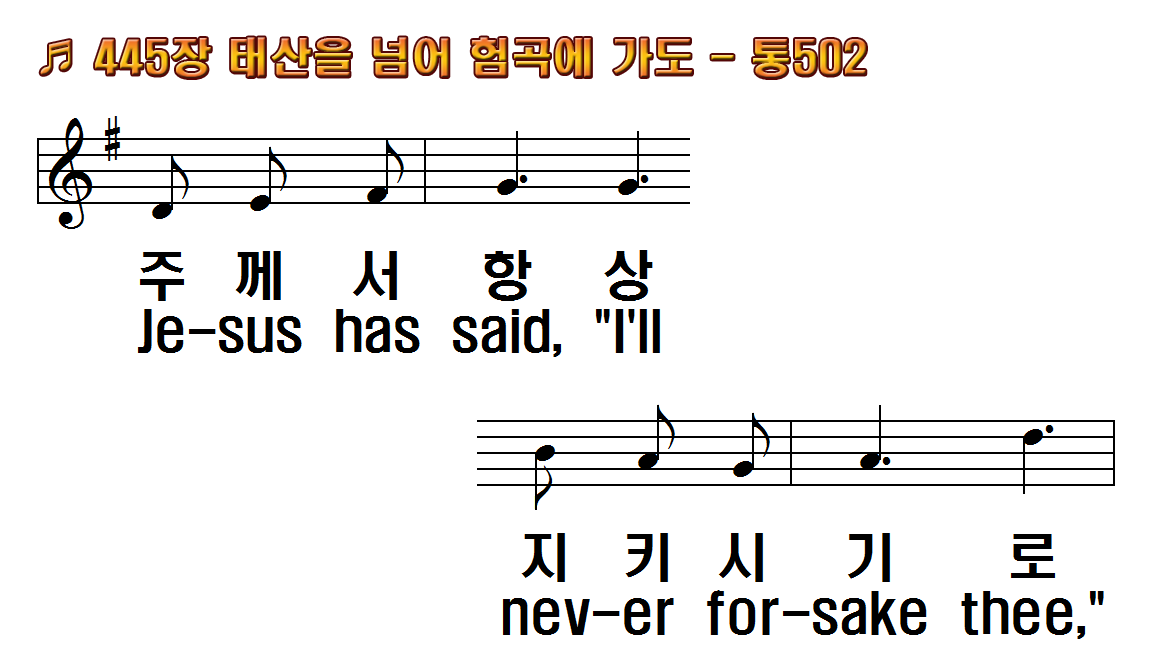 ♬ 445장 태산을 넘어 험곡에 가도 - 통502
주 께 서 항 상
Je-sus has said, "I'll
지 키 시 기 로
nev-er for-sake thee,"